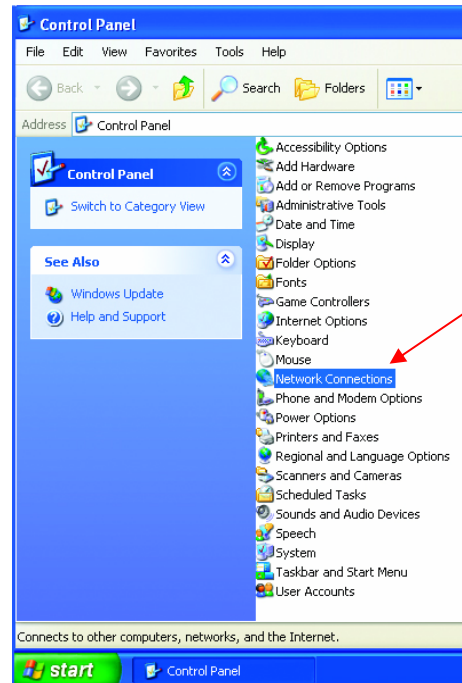 Control Panel
File Edit View Favorites Tools Help
Back Search Folders
Address Control Panel
Control Panel
Switch to Category View
See Also
Windows Update
Help and Support
Accessibility Options
Add Hardware
Add or Remove Programs
Administrative Tools
Date and Time
Display
Folder Options
Fonts
Game Controllers
Internet Options
Keyboard
Mouse
Network Connections
Phone and Modem Options
Power Options
Printers and Faxes
Regional and Language Options
Scanners and Cameras
Scheduled Tasks
Sounds and Audio Devices
Speech
System
Taskbar and Start Menu
User Accounts
Connects to other computers, networks, and the Internet.
start Control Panel